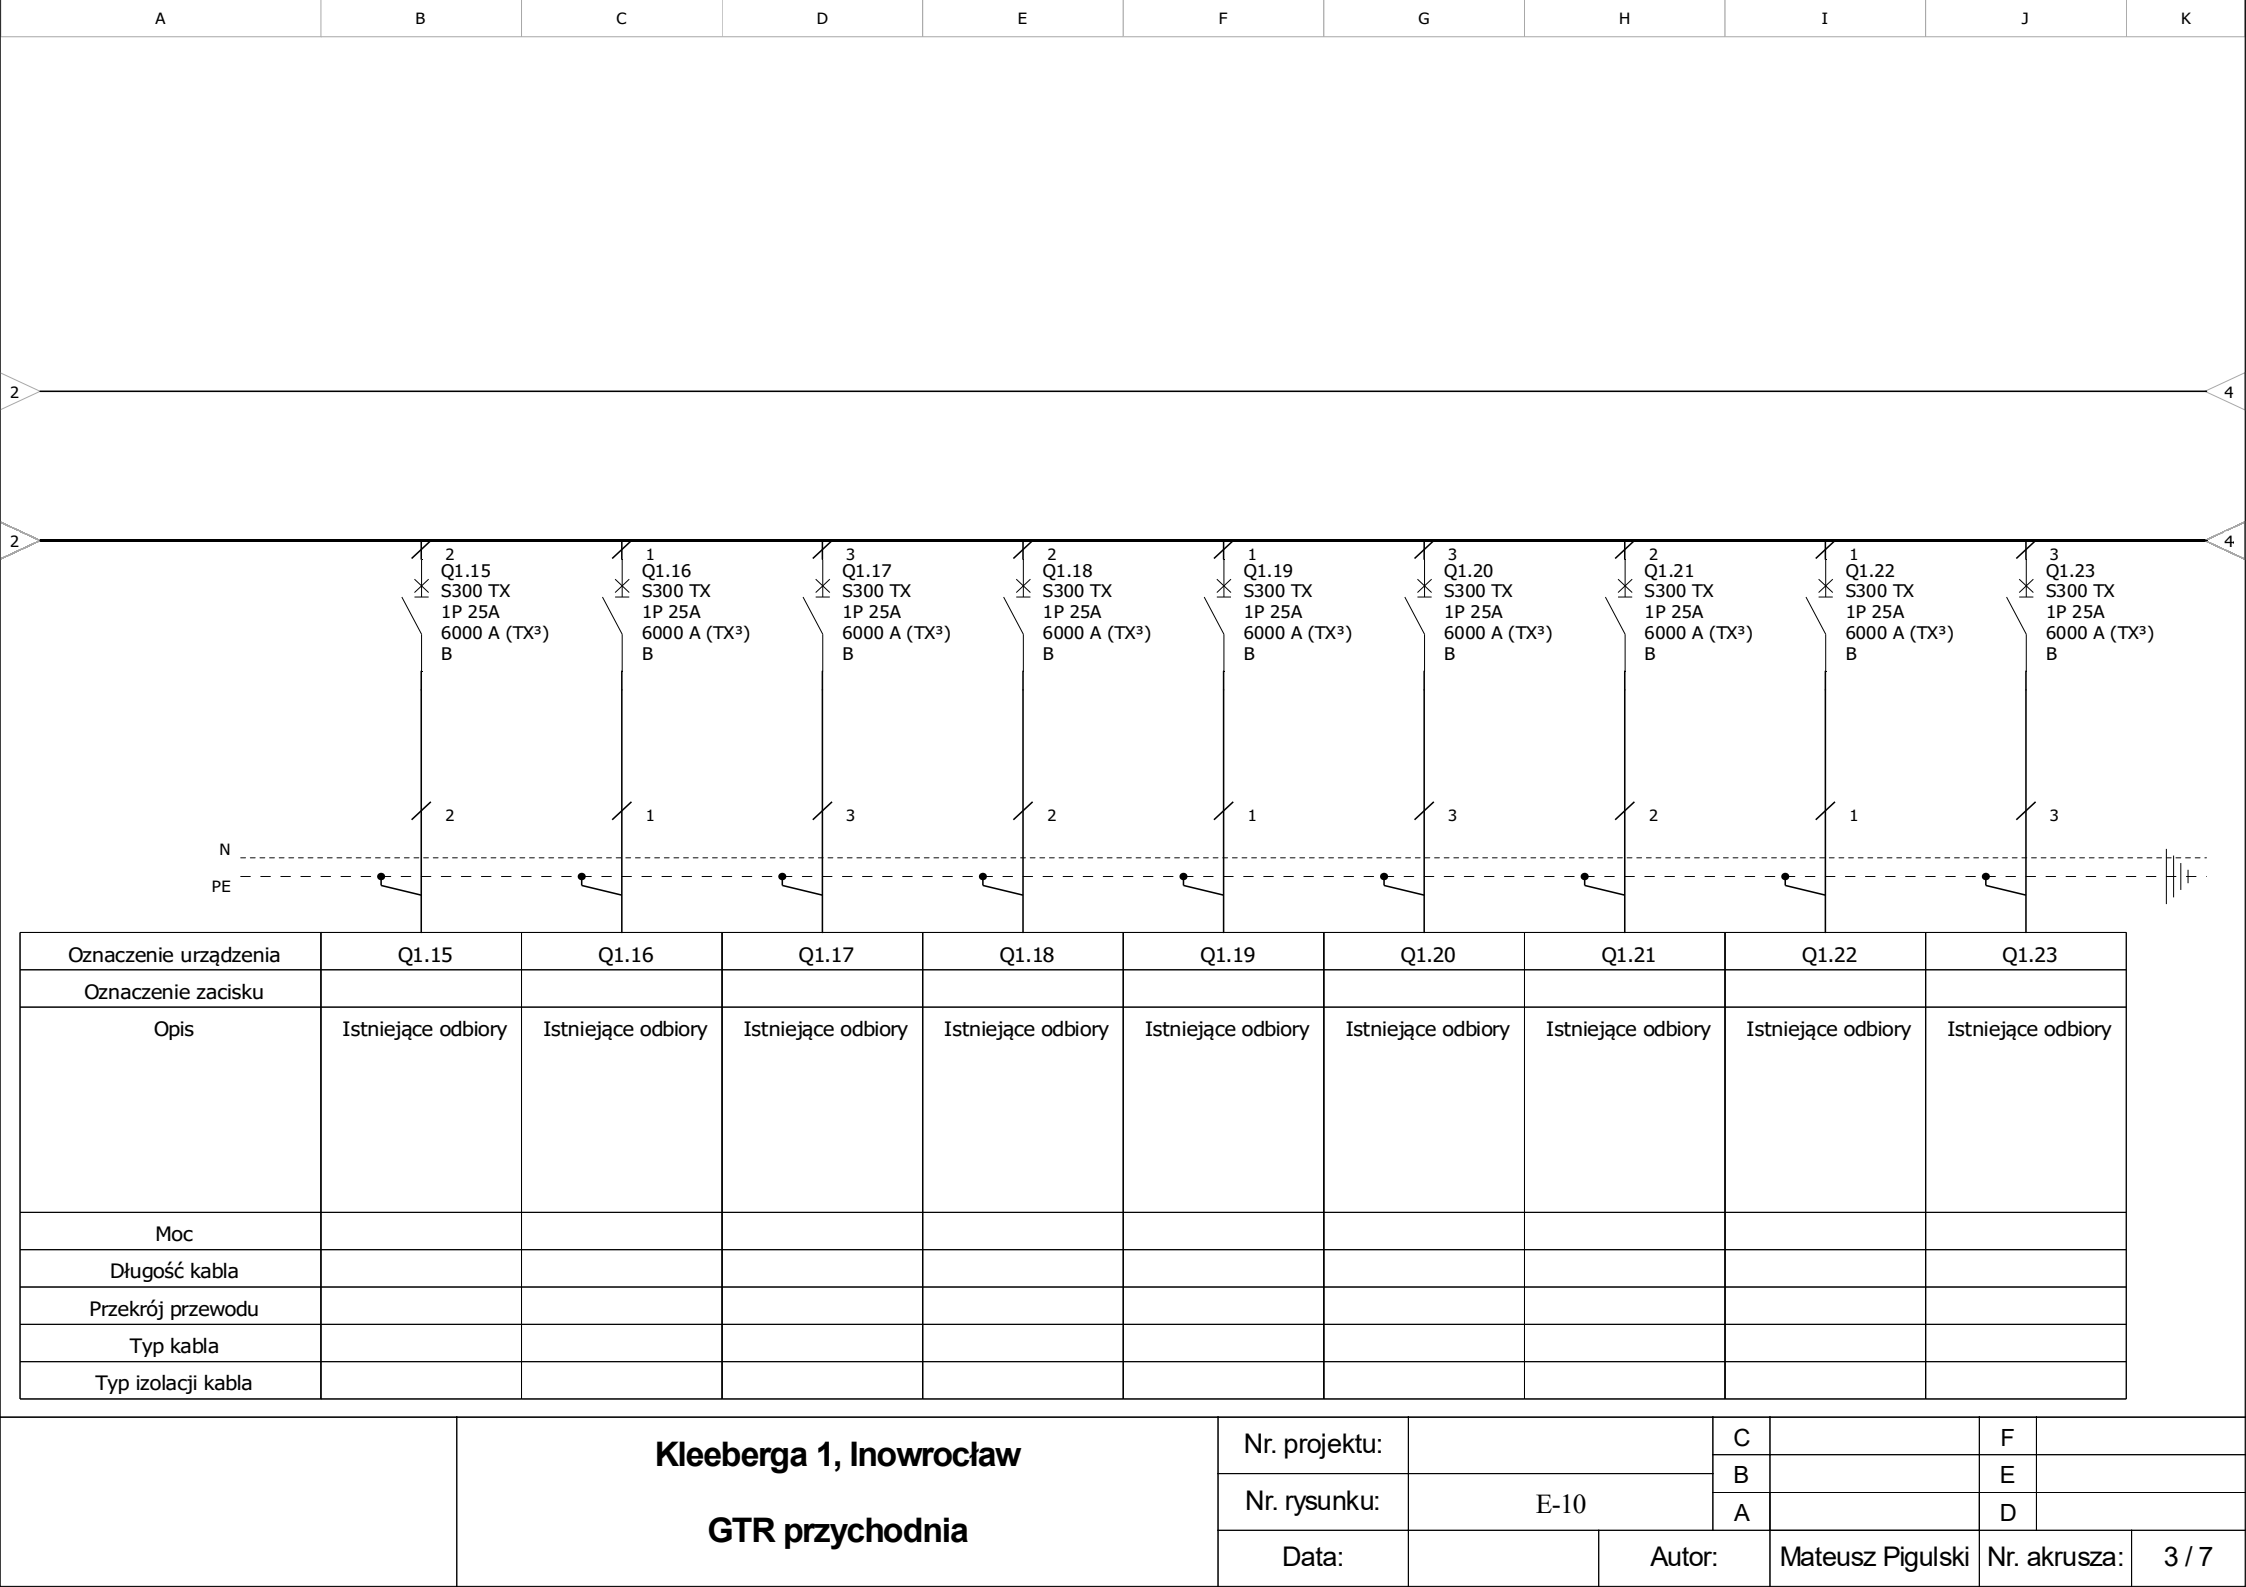 A B C D E F G H I J K
2 4
2 4
2 1 3 2 1 3 2 1 3
Q1.15 Q1.16 Q1.17 Q1.18 Q1.19 Q1.20 Q1.21 Q1.22 Q1.23
S300 TX S300 TX S300 TX S300 TX S300 TX S300 TX S300 TX S300 TX S300 TX
1P 25A 1P 25A 1P 25A 1P 25A 1P 25A 1P 25A 1P 25A 1P 25A 1P 25A
6000 A (TX³) 6000 A (TX³) 6000 A (TX³) 6000 A (TX³) 6000 A (TX³) 6000 A (TX³) 6000 A (TX³) 6000 A (TX³) 6000 A (TX³)
B B B B B B B B B
2 1 3 2 1 3 2 1 3
N
PE
Oznaczenie urządzenia Q1.15 Q1.16 Q1.17 Q1.18 Q1.19 Q1.20 Q1.21 Q1.22 Q1.23
Oznaczenie zacisku
Opis Istniejące odbiory Istniejące odbiory Istniejące odbiory Istniejące odbiory Istniejące odbiory Istniejące odbiory Istniejące odbiory Istniejące odbiory Istniejące odbiory
Moc
Długość kabla
Przekrój przewodu
Typ kabla
Typ izolacji kabla
Kleeberga 1, Inowrocław
GTR przychodnia
Nr. projektu: C F
B E
Nr. rysunku: E-10 A D
Data: Autor: Mateusz Pigulski Nr. akrusza: 3 / 7